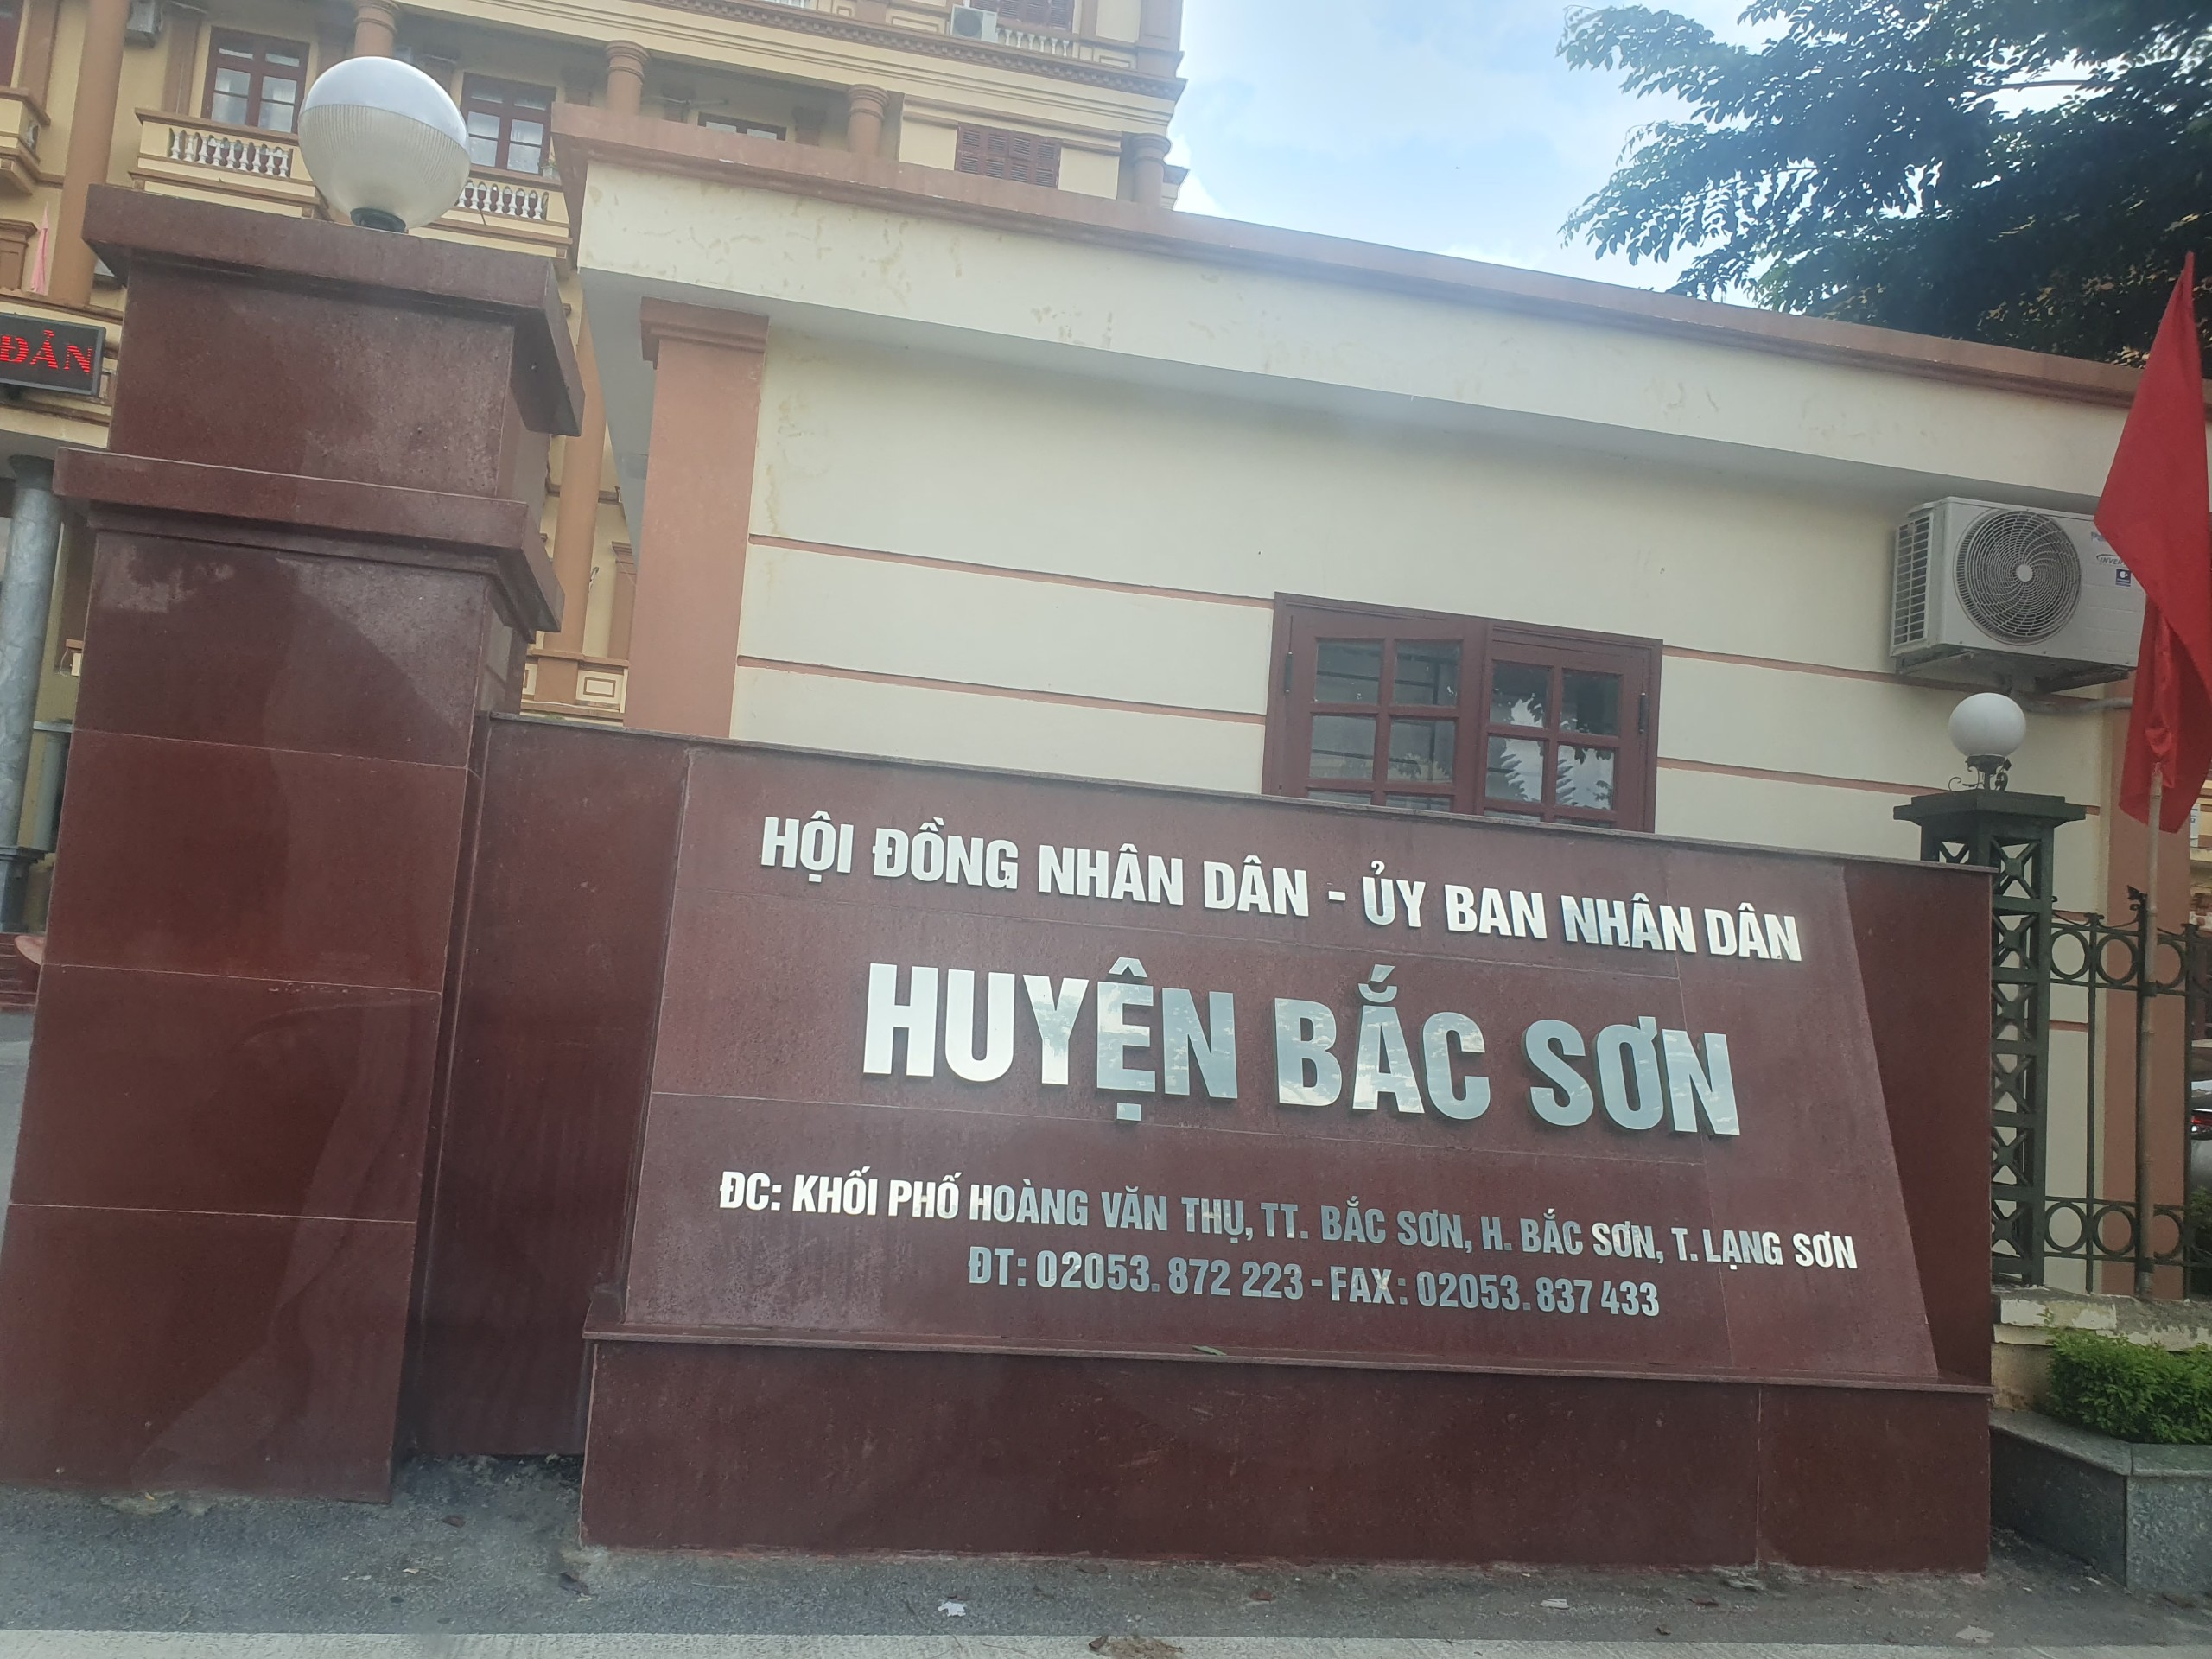 ĐẢN
HỘI ĐỒNG NHÂN DÂN - ỦY BAN NHÂN DÂN
HUYỆN BẮC SƠN
ĐC: KHỐI PHỐ HOÀNG VĂN THỤ, TT. BẮC SƠN, H. BẮC SƠN, T. LẠNG SƠN
ĐT: 02053. 872 223 - FAX: 02053. 837 433